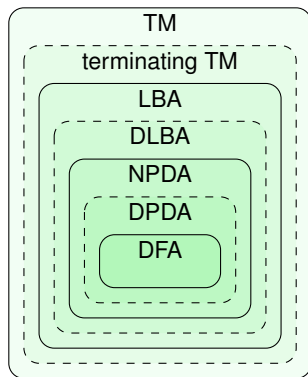 TM
terminating TM
LBA
DLBA
NPDA
DPDA
DFA